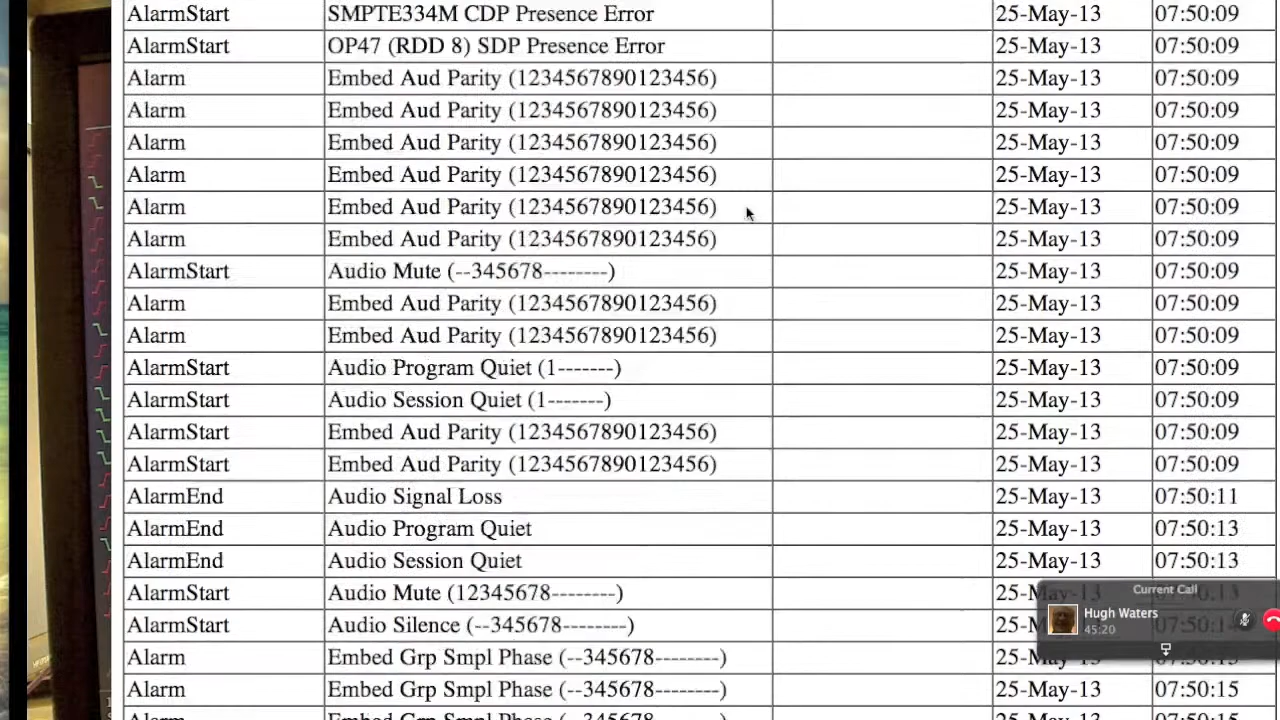 AlarmStart SMPTE334M CDP Presence Error 25-May-13 07:50:09
AlarmStart OP47 (RDD 8) SDP Presence Error 25-May-13 07:50:09
Alarm Embed Aud Parity (1234567890123456) 25-May-13 07:50:09
Alarm Embed Aud Parity (1234567890123456) 25-May-13 07:50:09
Alarm Embed Aud Parity (1234567890123456) 25-May-13 07:50:09
Alarm Embed Aud Parity (1234567890123456) 25-May-13 07:50:09
Alarm Embed Aud Parity (1234567890123456) 25-May-13 07:50:09
Alarm Embed Aud Parity (1234567890123456) 25-May-13 07:50:09
AlarmStart Audio Mute (--345678--------) 25-May-13 07:50:09
Alarm Embed Aud Parity (1234567890123456) 25-May-13 07:50:09
Alarm Embed Aud Parity (1234567890123456) 25-May-13 07:50:09
AlarmStart Audio Program Quiet (1-------) 25-May-13 07:50:09
AlarmStart Audio Session Quiet (1-------) 25-May-13 07:50:09
AlarmStart Embed Aud Parity (1234567890123456) 25-May-13 07:50:09
AlarmStart Embed Aud Parity (1234567890123456) 25-May-13 07:50:09
AlarmEnd Audio Signal Loss 25-May-13 07:50:11
AlarmEnd Audio Program Quiet 25-May-13 07:50:13
AlarmEnd Audio Session Quiet 25-May-13 07:50:13
AlarmStart Audio Mute (12345678--------)
AlarmStart Audio Silence (--345678--------)
Alarm Embed Grp Smpl Phase (--345678--------)
Alarm Embed Grp Smpl Phase (--345678--------) 25-May-13 07:50:15
Alarm Embed Grp Smpl Phase (--345678--------) 25-May-13 07:50:15
Current Call
Hugh Waters
45:20